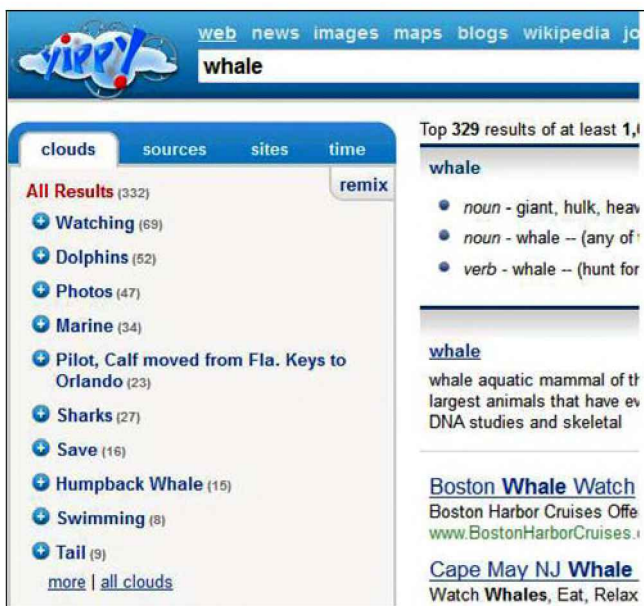 yippy!
web news images maps blogs wikipedia
whale
clouds sources sites time
remix
All Results (332)
Watching (69)
Dolphins (52)
Photos (47)
Marine (34)
Pilot, Calf moved from Fla. Keys to
Orlando (23)
Sharks (27)
Save (16)
Humpback Whale (15)
Swimming (8)
Tail (9)
more | all clouds
Top 329 results of at least
whale
noun - giant, hulk,
noun - whale -- (any of
verb - whale -- (hunt for
whale
whale aquatic mammal of
largest animals that have
DNA studies and skeletal
Boston Whale Watch
Boston Harbor Cruises
www.BostonHarborCruises.
Cape May NJ Whale
Watch Whales, Eat, Relax